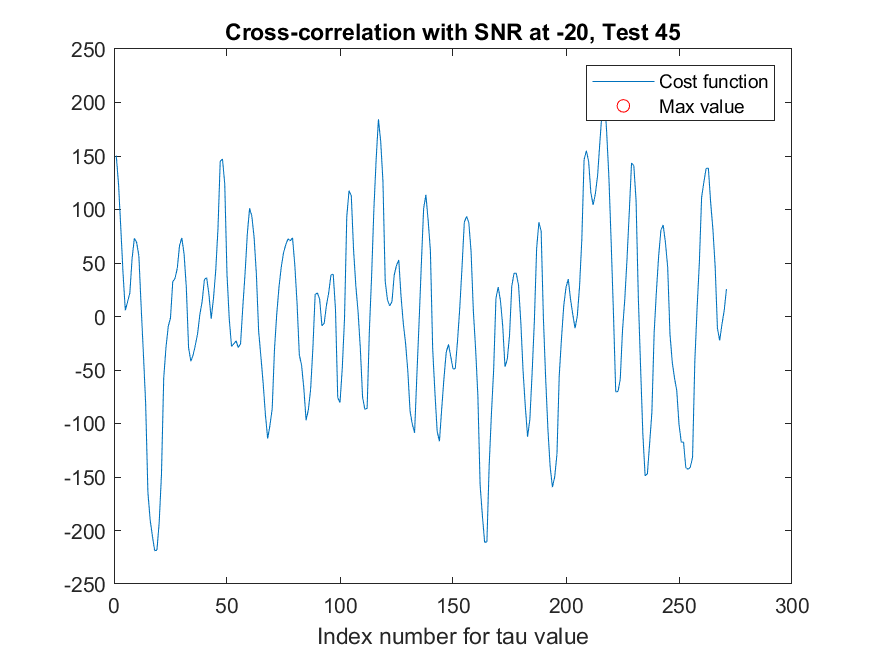 Cross-correlation with SNR at -20, Test 45
250
200
150
100
50
0
-50
-100
-150
-200
-250
Cost function
Max value
0 50 100 150 200 250 300
Index number for tau value